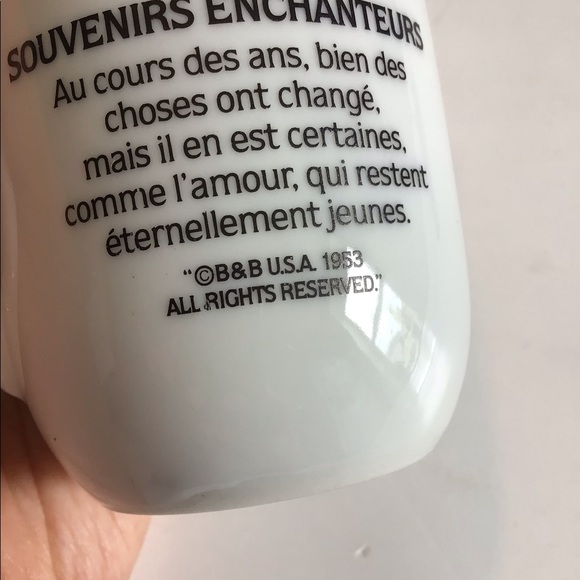 SOUVENIRS ENCHANTEURS
Au cours des ans, bien des
choses ont changé,
mais il en est certaines,
comme l'amour, qui restent
éternellement jeunes.
"©B&B U.S.A. 1953
ALL RIGHTS RESERVED."